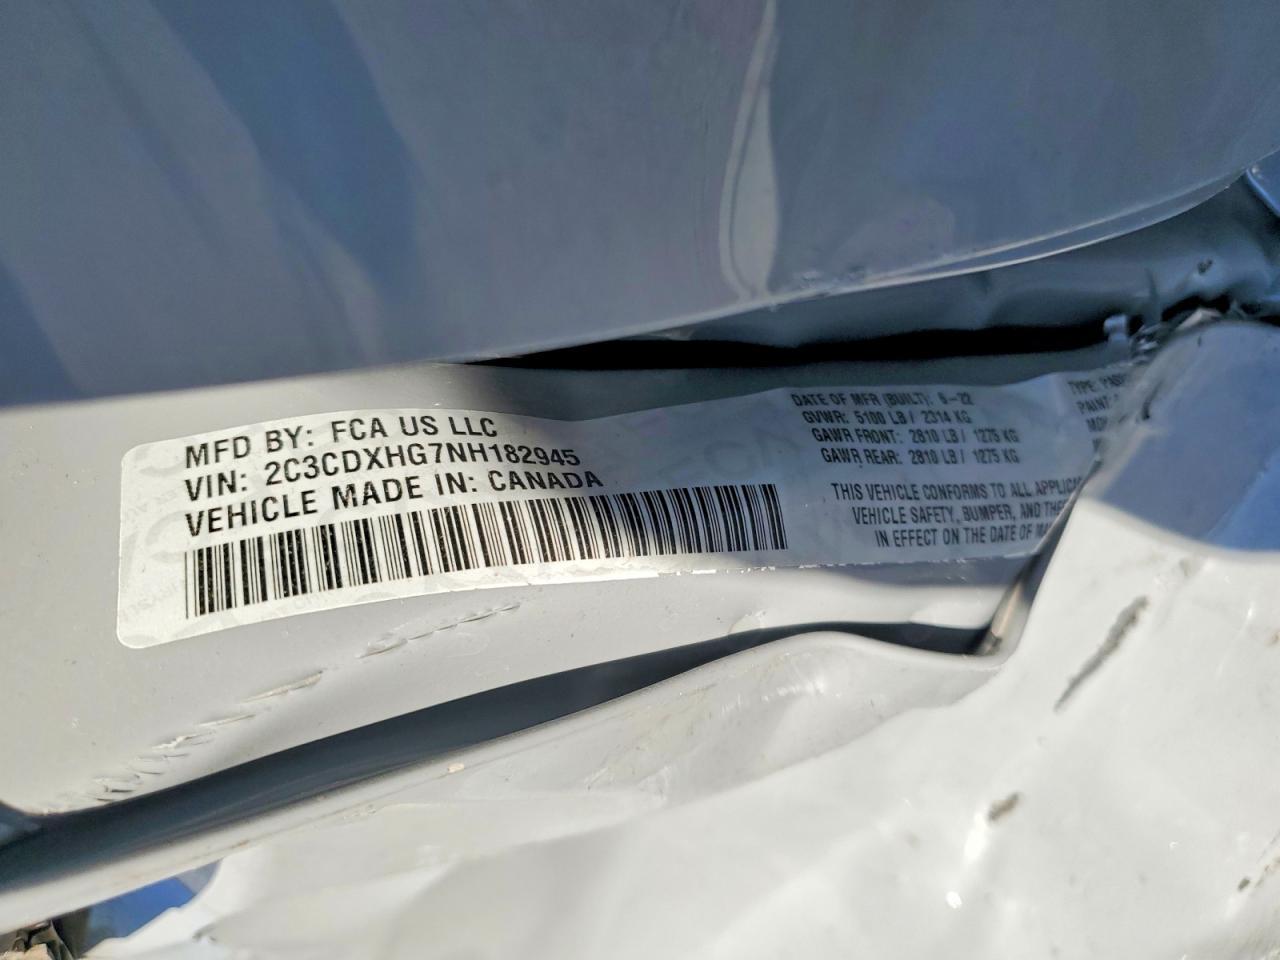 MFD BY: FCA US LLC
VIN: 2C3CDXHG7NH182945
VEHICLE MADE IN: CANADA
DATE OF MFR (BUILT): 6-22
GVWR: 5100 LB / 2314 KG
GAWR FRONT: 2810 LB / 1275 KG
GAWR REAR: 2810 LB / 1275 KG
THIS VEHICLE CONFORMS TO ALL
VEHICLE SAFETY, BUMPER, AND
IN EFFECT ON THE DATE OF
TYPE:
PAINT: